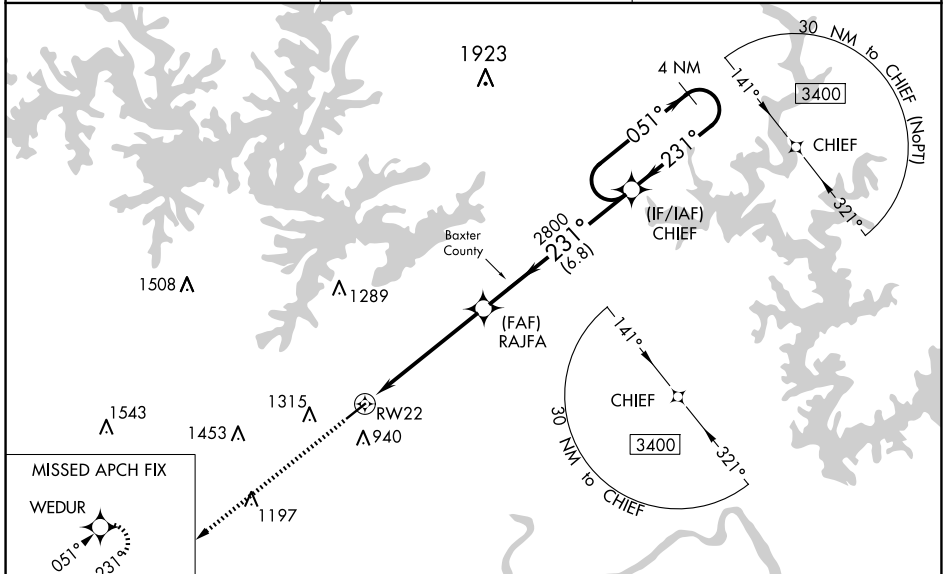 1923
4 NM
30 NM to CHIEF (NoPT)
141°
3400
CHIEF
321°
051°
231°
(IF/IAF)
CHIEF
2800
231°
(6.8)
Baxter
County
1508
1289
(FAF)
RAJFA
141°
CHIEF
3400
321°
30 NM to CHIEF
1543
1453
1315
RW22
940
1197
MISSED APCH FIX
WEDUR
051°
231°